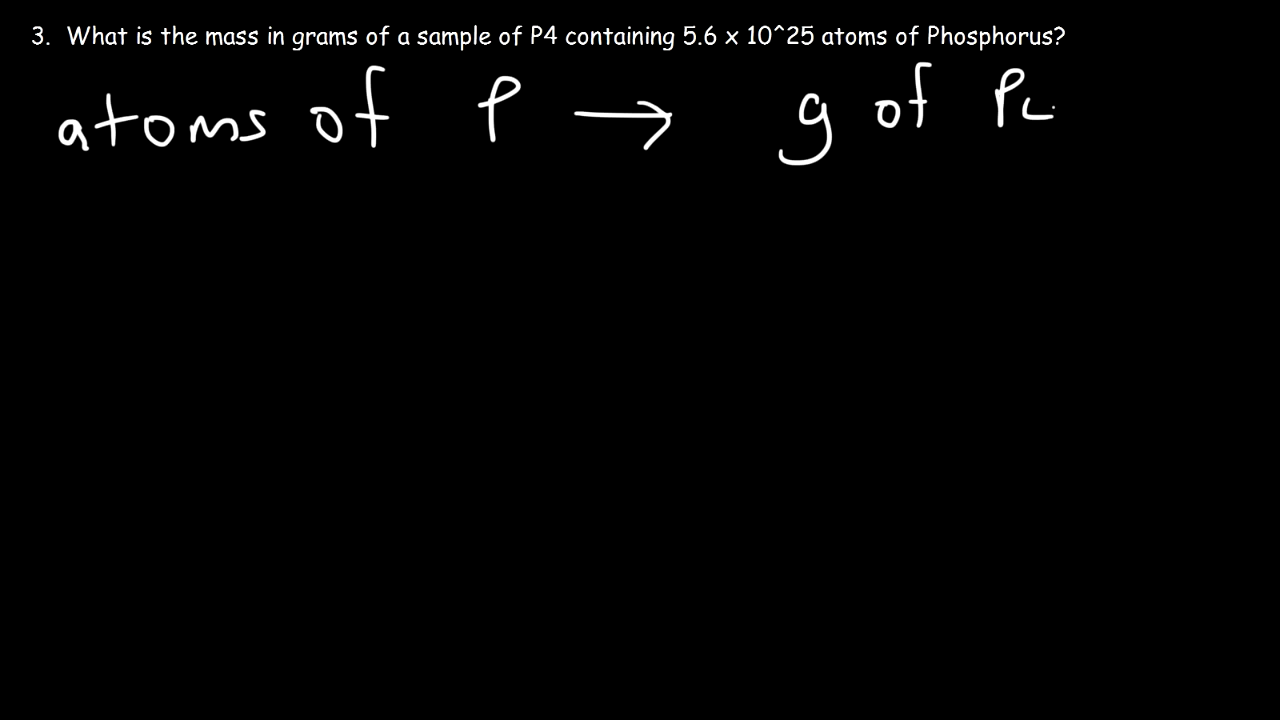 3. What is the mass in grams of a sample of P4 containing 5.6 x 10^25 atoms of Phosphorus?
atoms of P → g of P